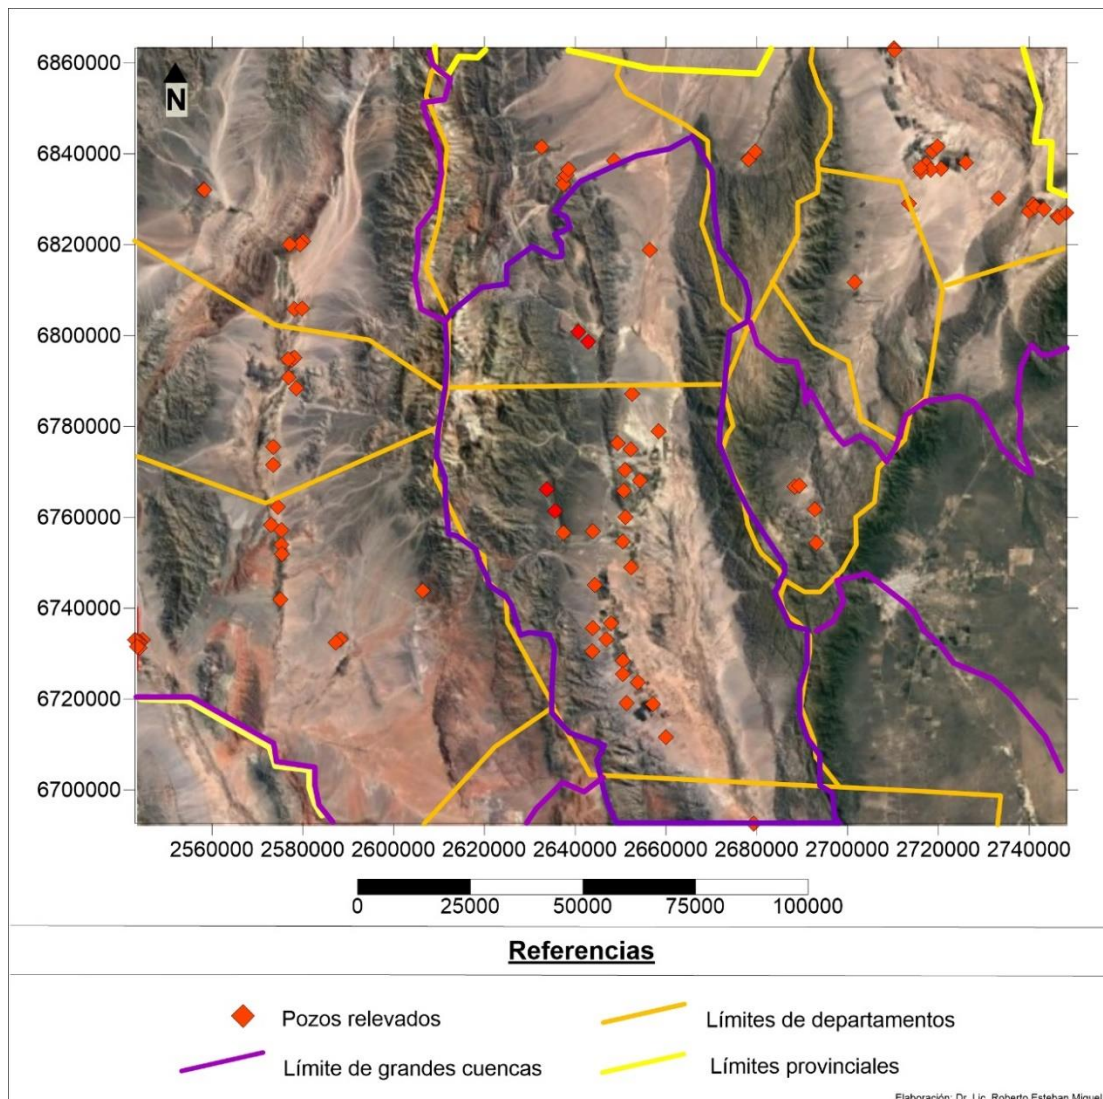 6860000
N
6840000
6820000
6800000
6780000
6760000
6740000
6720000
6700000
2560000 2580000 2600000 2620000 2640000 2660000 2680000 2700000 2720000 2740000
0 25000 50000 75000 100000
Referencias
Pozos relevados
Límites de departamentos
Límite de grandes cuencas
Límites provinciales
Elaboración: Dr. Lic. Roberto Esteban Miguel